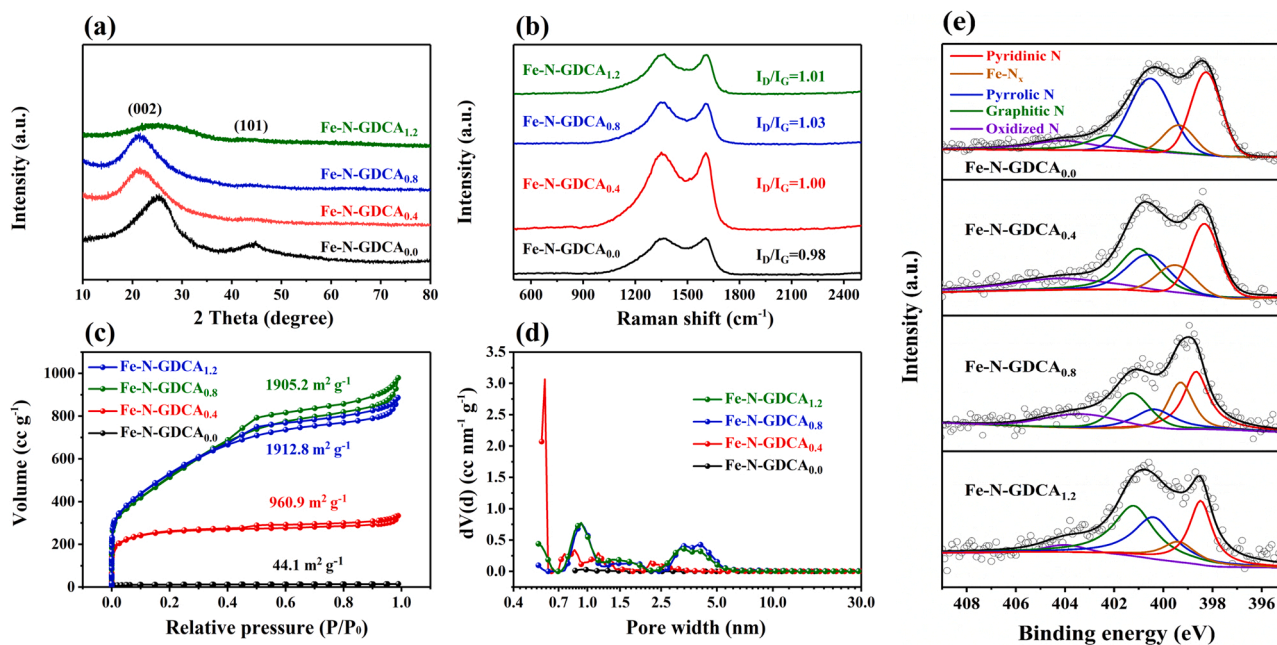 (a)
Intensity (a.u.)
(002)
(101)
Fe-N-GDCA1.2
Fe-N-GDCA0.8
Fe-N-GDCA0.4
Fe-N-GDCA0.0
10 20 30 40 50 60 70 80
2 Theta (degree)
(b)
Intensity (a.u.)
Fe-N-GDCA1.2 ID/IG=1.01
Fe-N-GDCA0.8 ID/IG=1.03
Fe-N-GDCA0.4 ID/IG=1.00
Fe-N-GDCA0.0 ID/IG=0.98
600 900 1200 1500 1800 2100 2400
Raman shift (cm-1)
(c)
Volume (cc g-1)
1000
800
600
400
200
0
Fe-N-GDCA1.2
Fe-N-GDCA0.8
Fe-N-GDCA0.4
Fe-N-GDCA0.0
1905.2 m2 g-1
1912.8 m2 g-1
960.9 m2 g-1
44.1 m2 g-1
0.0 0.2 0.4 0.6 0.8 1.0
Relative pressure (P/P0)
(d)
dV(d) (cc nm-1 g-1)
3.5
3.0
2.5
2.0
1.5
1.0
0.5
0.0
Fe-N-GDCA1.2
Fe-N-GDCA0.8
Fe-N-GDCA0.4
Fe-N-GDCA0.0
0.4 0.7 1.0 1.5 2.5 5.0 10.0 30.0
Pore width (nm)
(e)
Intensity (a.u.)
Pyridinic N
Fe-Nx
Pyrrolic N
Graphitic N
Oxidized N
Fe-N-GDCA0.0
Fe-N-GDCA0.4
Fe-N-GDCA0.8
Fe-N-GDCA1.2
408 406 404 402 400 398 396
Binding energy (eV)